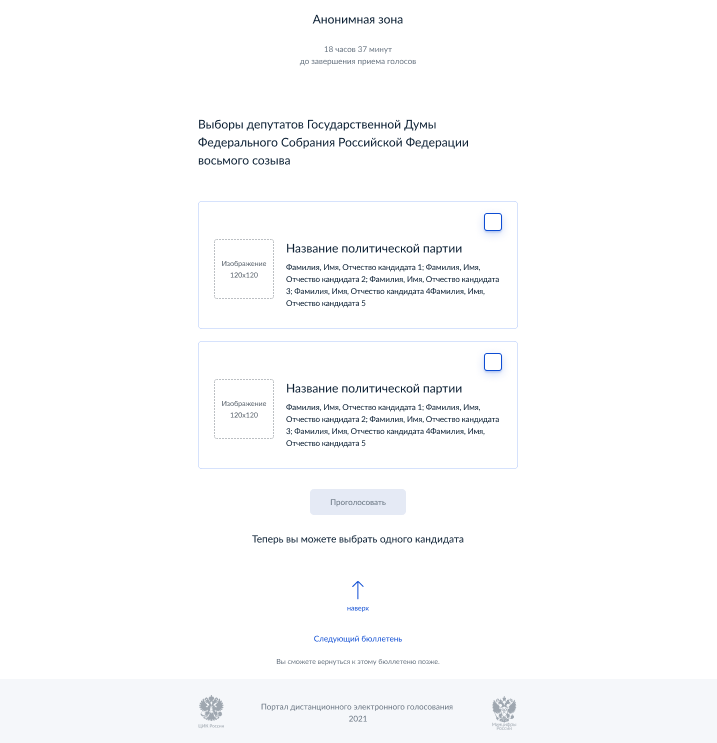 Анонимная зона
18 часов 37 минут
до завершения приема голосов
Выборы депутатов Государственной Думы
Федерального Собрания Российской Федерации
восьмого созыва
Изображение
120x120
Название политической партии
Фамилия, Имя, Отчество кандидата 1; Фамилия, Имя,
Отчество кандидата 2; Фамилия, Имя, Отчество кандидата
3; Фамилия, Имя, Отчество кандидата 4Фамилия, Имя,
Отчество кандидата 5
Изображение
120x120
Название политической партии
Фамилия, Имя, Отчество кандидата 1; Фамилия, Имя,
Отчество кандидата 2; Фамилия, Имя, Отчество кандидата
3; Фамилия, Имя, Отчество кандидата 4Фамилия, Имя,
Отчество кандидата 5
Проголосовать
Теперь вы можете выбрать одного кандидата
наверх
Следующий бюллетень
Вы сможете вернуться к этому бюллетеню позже.
ЦИК России
Портал дистанционного электронного голосования
2021
Минцифры
России